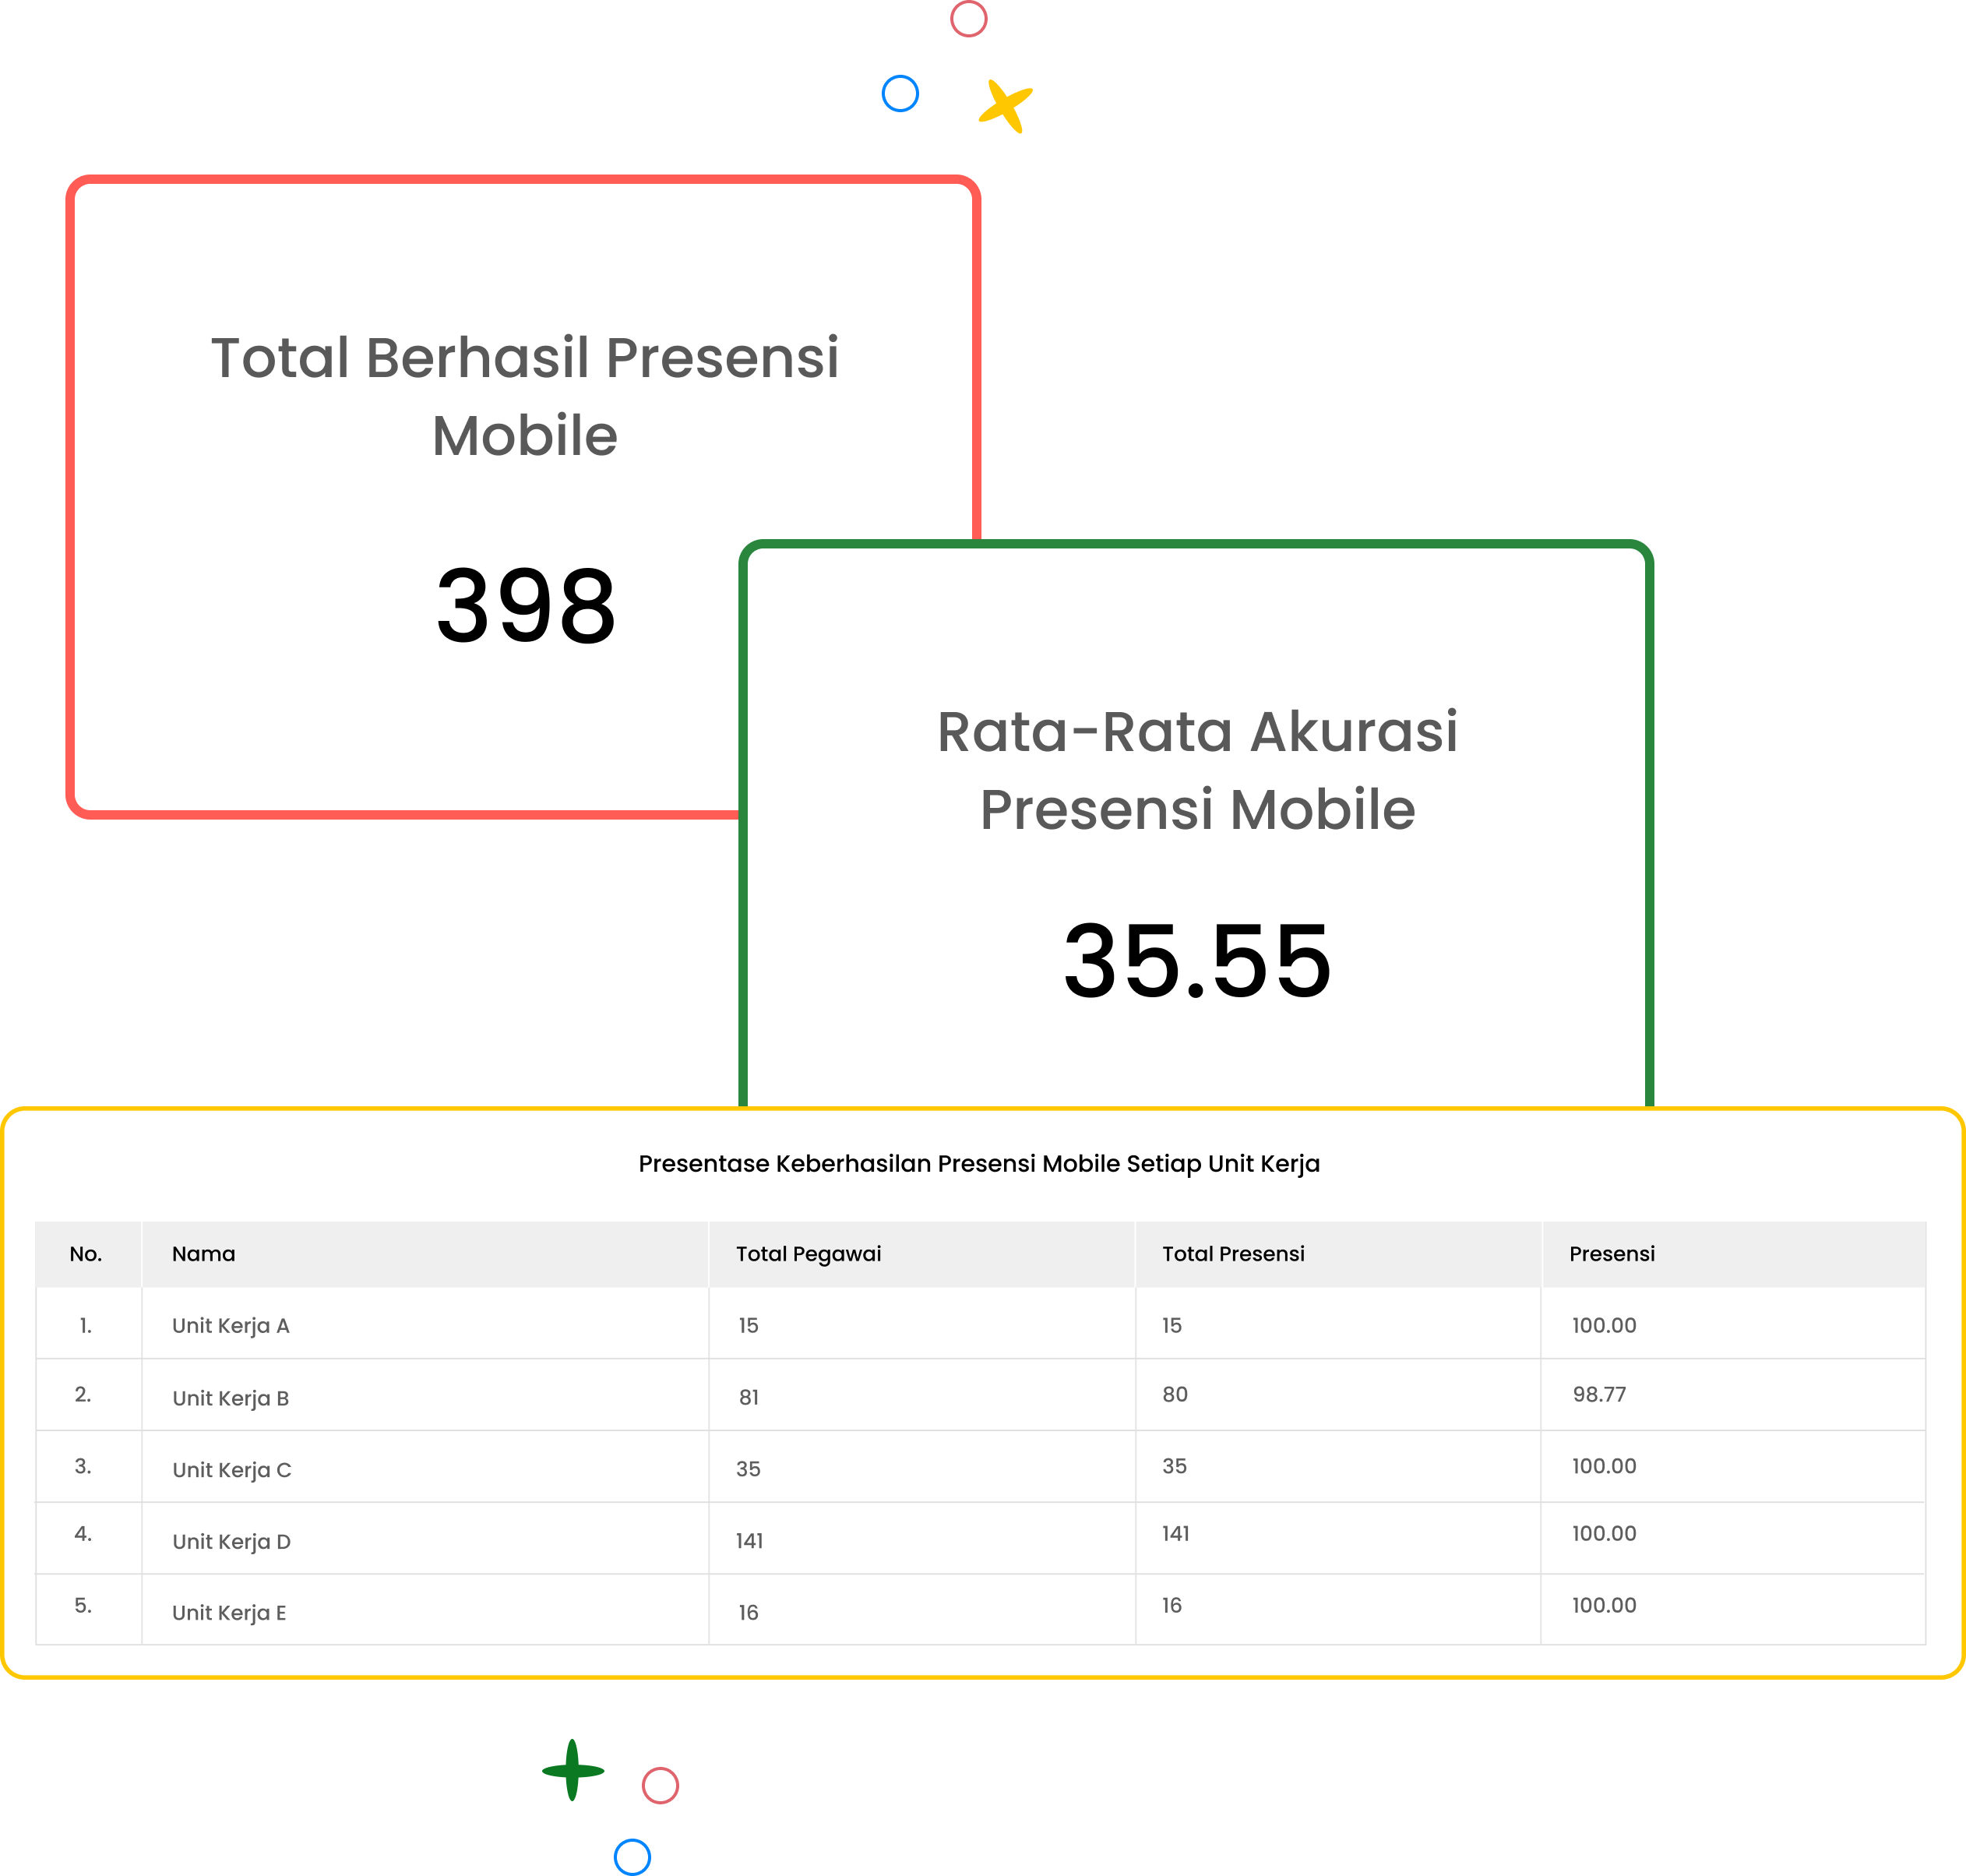 Total Berhasil Presensi
Mobile
398
Rata-Rata Akurasi
Presensi Mobile
35.55
Presentase Keberhasilan Presensi Mobile Setiap Unit Kerja
No. Nama Total Pegawai Total Presensi Presensi
1. Unit Kerja A 15 15 100.00
2. Unit Kerja B 81 80 98.77
3. Unit Kerja C 35 35 100.00
4. Unit Kerja D 141 141 100.00
5. Unit Kerja E 16 16 100.00